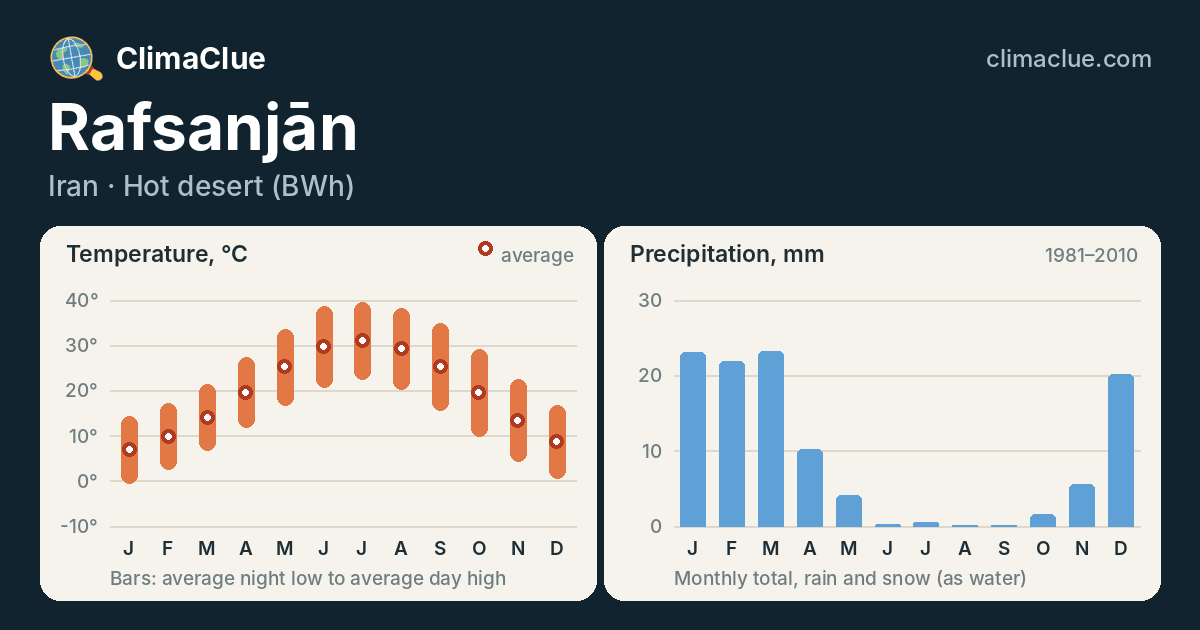 ClimaClue
climaclue.com
Rafsanjān
Iran · Hot desert (BWh)
Temperature, °C
average
40°
30°
20°
10°
0°
-10°
J F M A M J J A S O N D
Bars: average night low to average day high
Precipitation, mm
1981–2010
30
20
10
0
J F M A M J J A S O N D
Monthly total, rain and snow (as water)